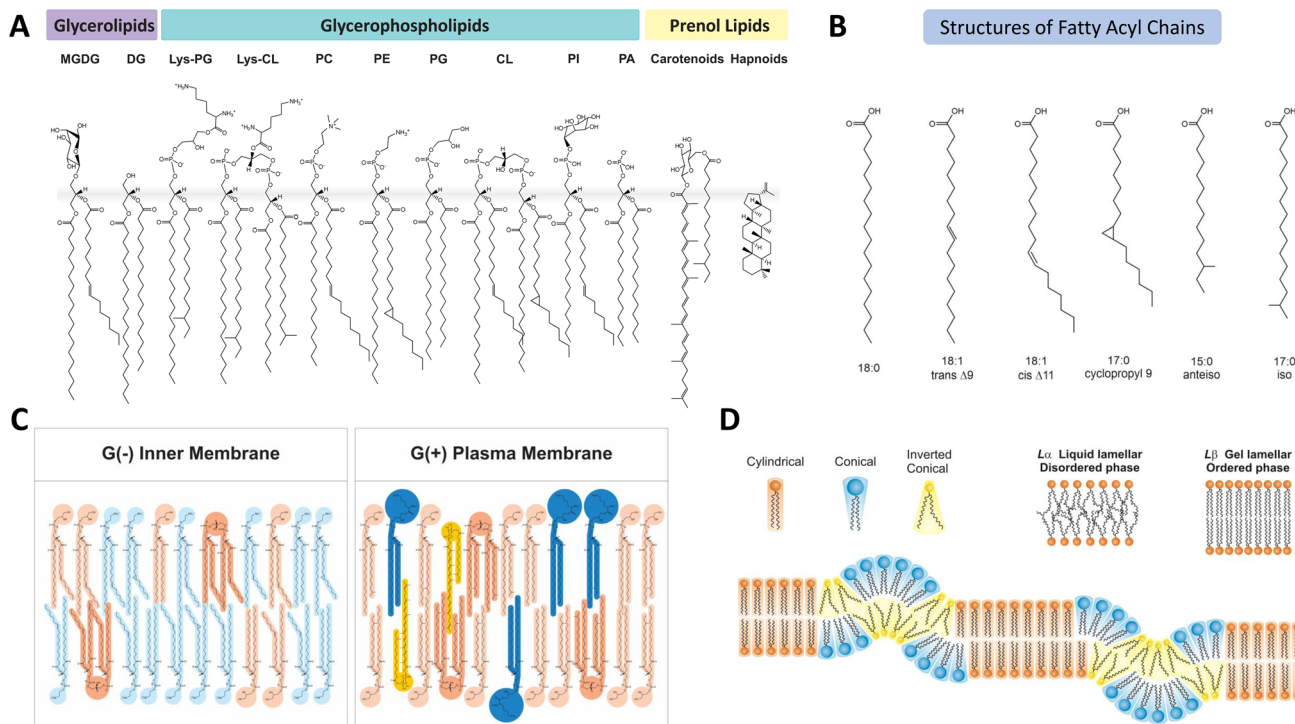 A
Glycerolipids
Glycerophospholipids
Prenol Lipids
MGDG DG Lys-PG Lys-CL PC PE PG CL PI PA Carotenoids Hapnoids
B
Structures of Fatty Acyl Chains
18:0
18:1
trans Δ9
18:1
cis Δ11
17:0
cyclopropyl 9
15:0
anteiso
17:0
iso
C
G(-) Inner Membrane
G(+) Plasma Membrane
D
Cylindrical
Conical
Inverted
Conical
Lα Liquid lamellar
Disordered phase
Lβ Gel lamellar
Ordered phase